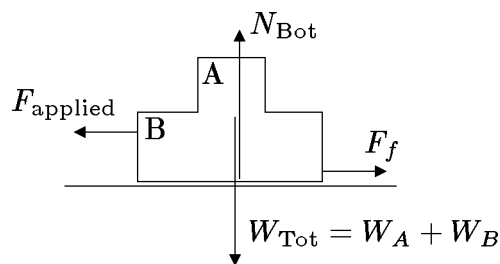 N_Bot
A
F_applied
B
F_f
W_Tot = W_A + W_B